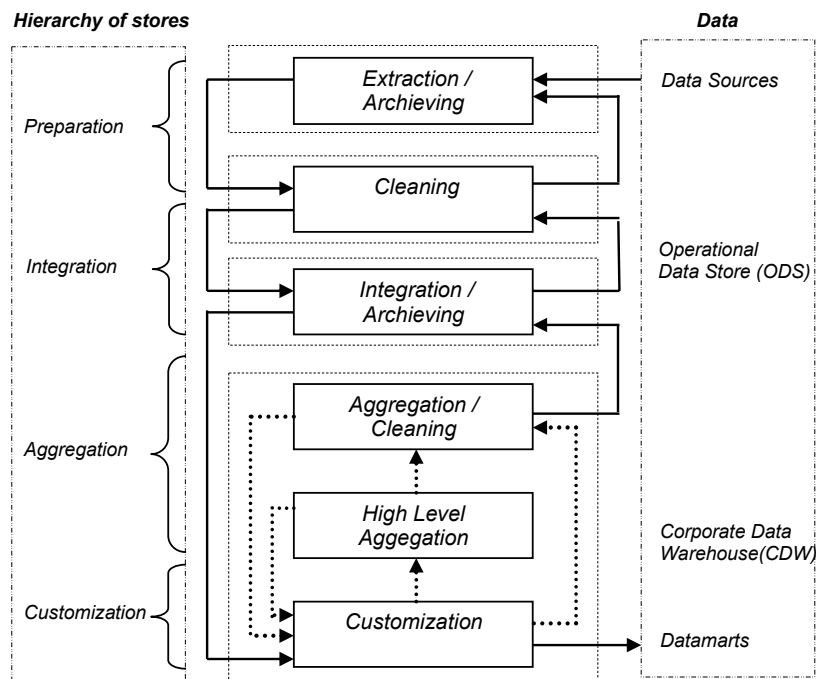 Hierarchy of stores
Data
Extraction /
Archieving
Data Sources
Preparation
Cleaning
Integration
Operational
Data Store (ODS)
Integration /
Archieving
Aggregation /
Cleaning
Aggregation
High Level
Aggegation
Corporate Data
Warehouse(CDW)
Customization
Customization
Datamarts